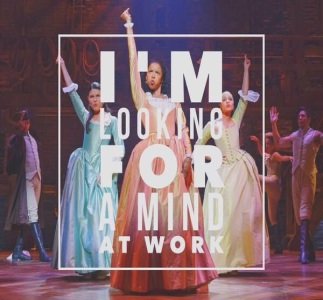 I'M
LOOKING
FOR
A MIND
AT WORK